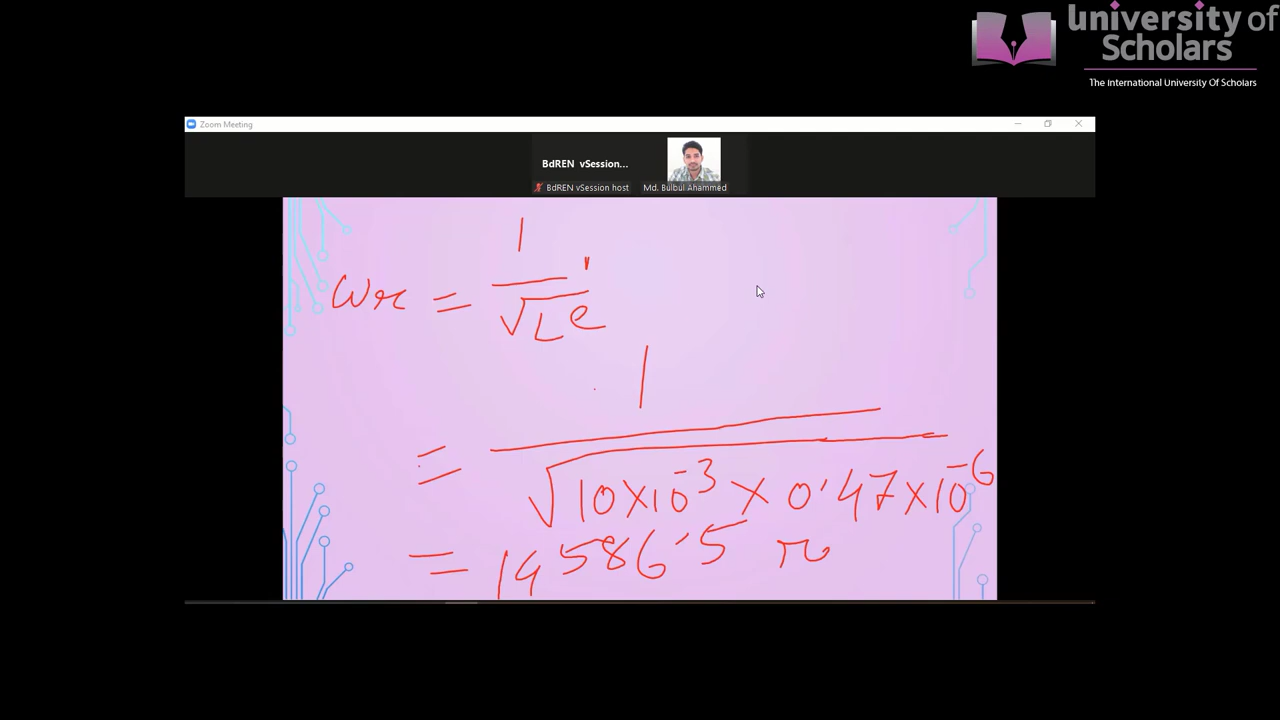 University of
Scholars
The International University Of Scholars
Zoom Meeting
BdREN vSession...
BdREN vSession host
Md. Bulbul Ahammed
ωr = 1/√LC
= 1/√10×10⁻³ × 0.47×10⁻⁶
= 14586.5 ra